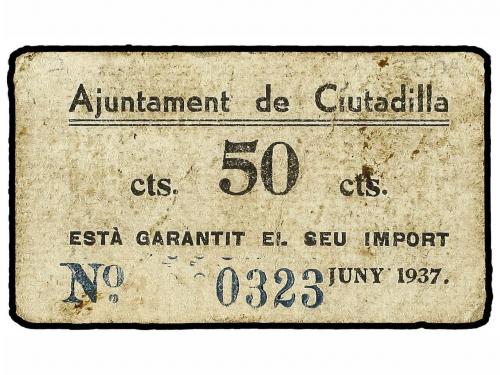 Ajuntament de Ciutadilla
cts. 50 cts.
ESTÀ GARANTIT EL SEU IMPORT
Nº 0323 JUNY 1937.